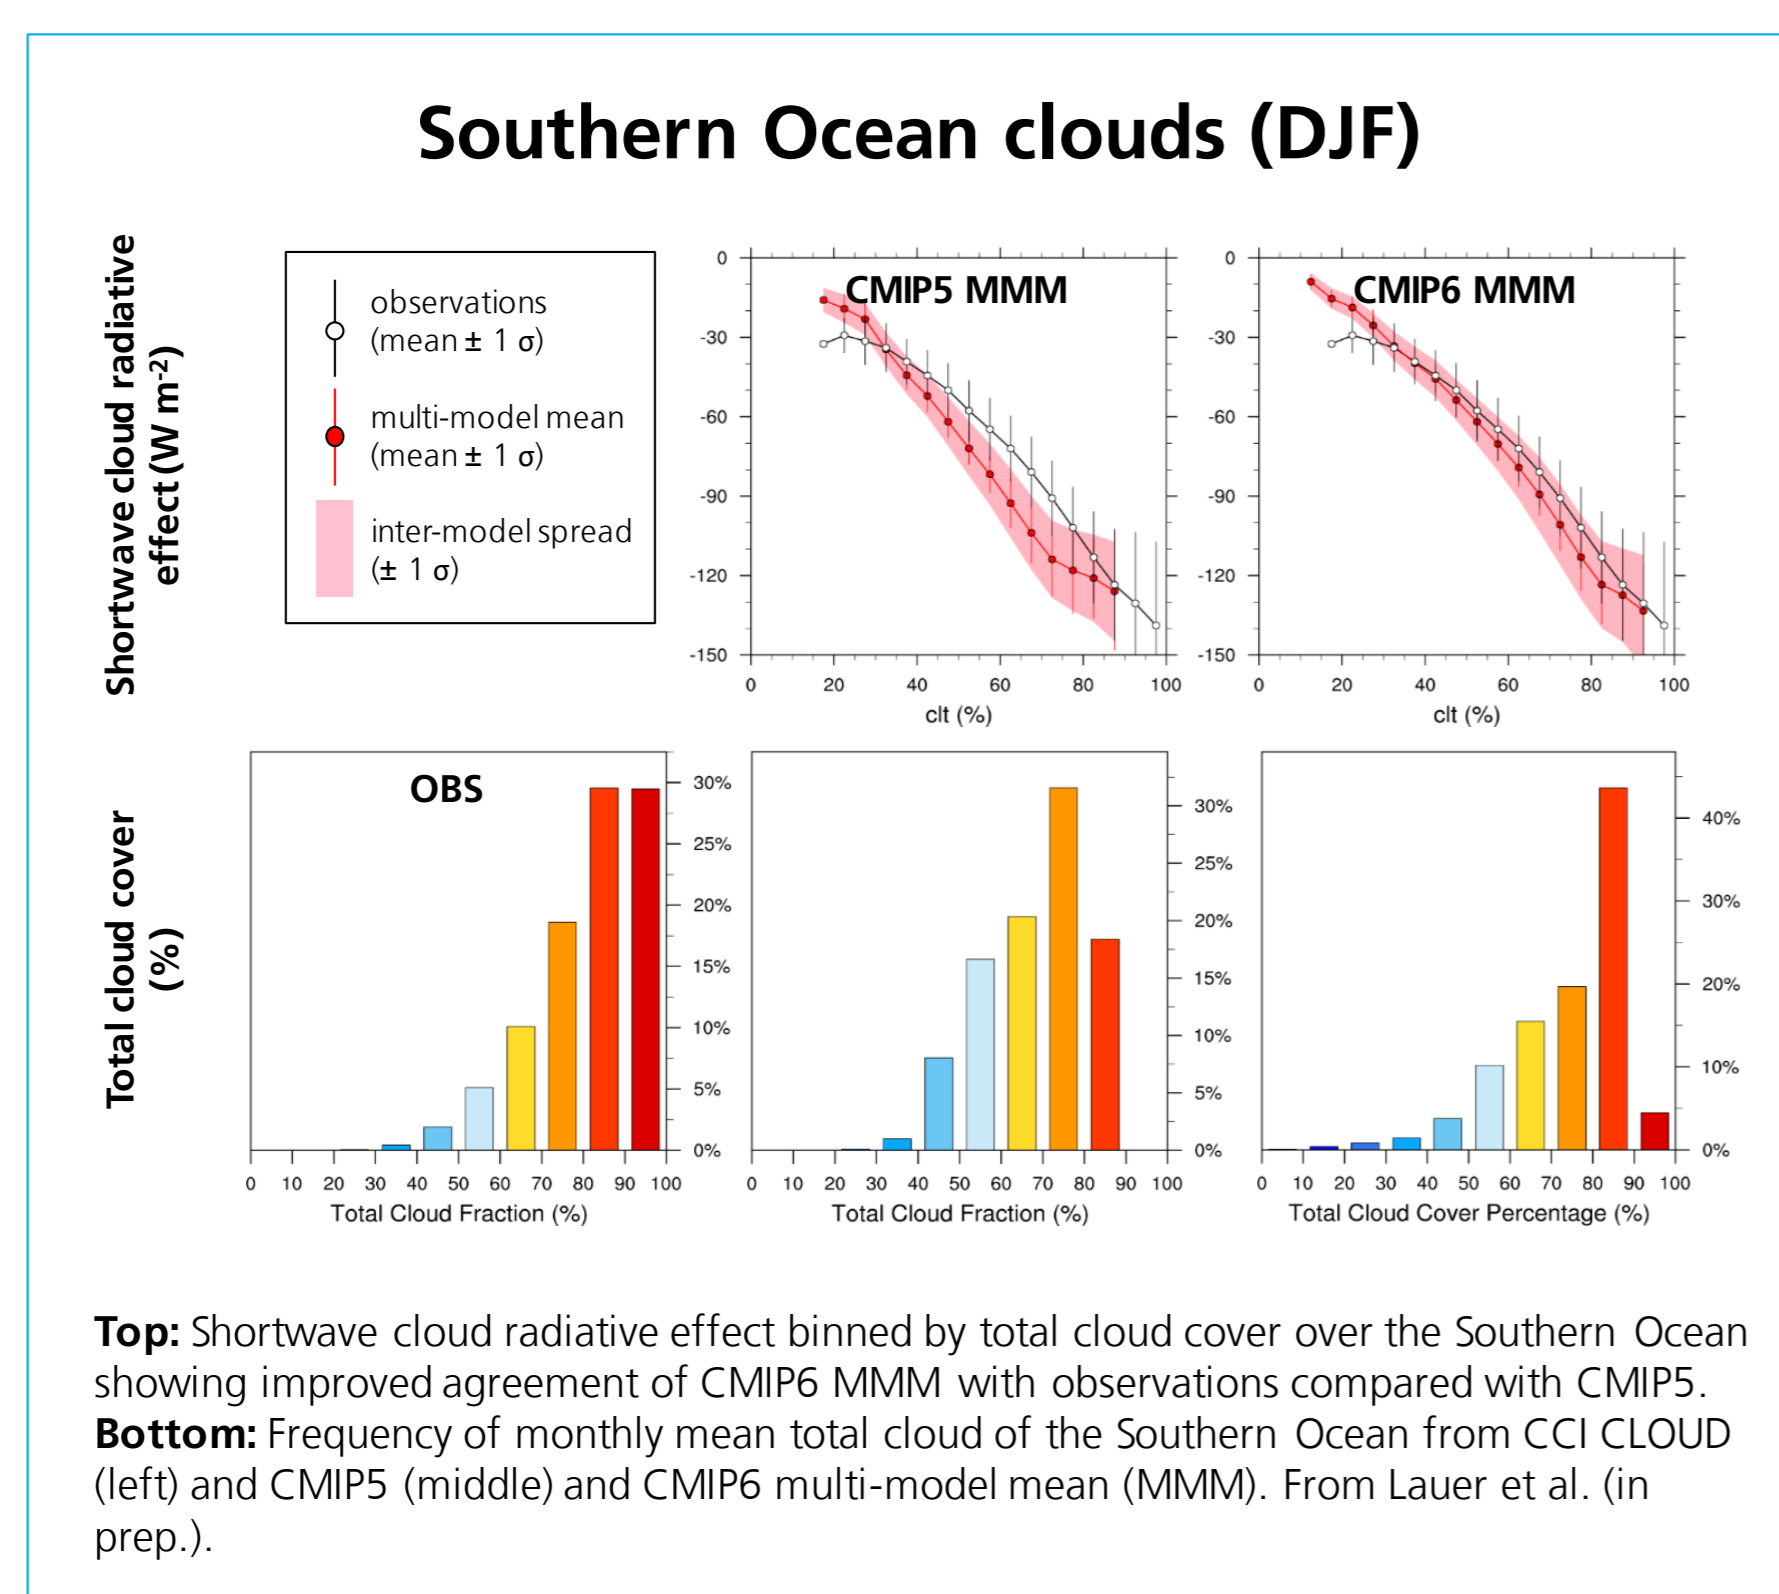 Southern Ocean clouds (DJF)
Shortwave cloud radiative
effect (W m-2)
observations
(mean ± 1 σ)
multi-model mean
(mean ± 1 σ)
inter-model spread
(± 1 σ)
CMIP5 MMM
0
-30
-60
-90
-120
-150
0 20 40 60 80 100
clt (%)
CMIP6 MMM
0
-30
-60
-90
-120
-150
0 20 40 60 80 100
clt (%)
Total cloud cover
(%)
OBS
30%
25%
20%
15%
10%
5%
0%
0 10 20 30 40 50 60 70 80 90 100
Total Cloud Fraction (%)
30%
25%
20%
15%
10%
5%
0%
0 10 20 30 40 50 60 70 80 90 100
Total Cloud Fraction (%)
40%
30%
20%
10%
0%
0 10 20 30 40 50 60 70 80 90 100
Total Cloud Cover Percentage (%)
Top: Shortwave cloud radiative effect binned by total cloud cover over the Southern Ocean
showing improved agreement of CMIP6 MMM with observations compared with CMIP5.
Bottom: Frequency of monthly mean total cloud of the Southern Ocean from CCI CLOUD
(left) and CMIP5 (middle) and CMIP6 multi-model mean (MMM). From Lauer et al. (in
prep.).